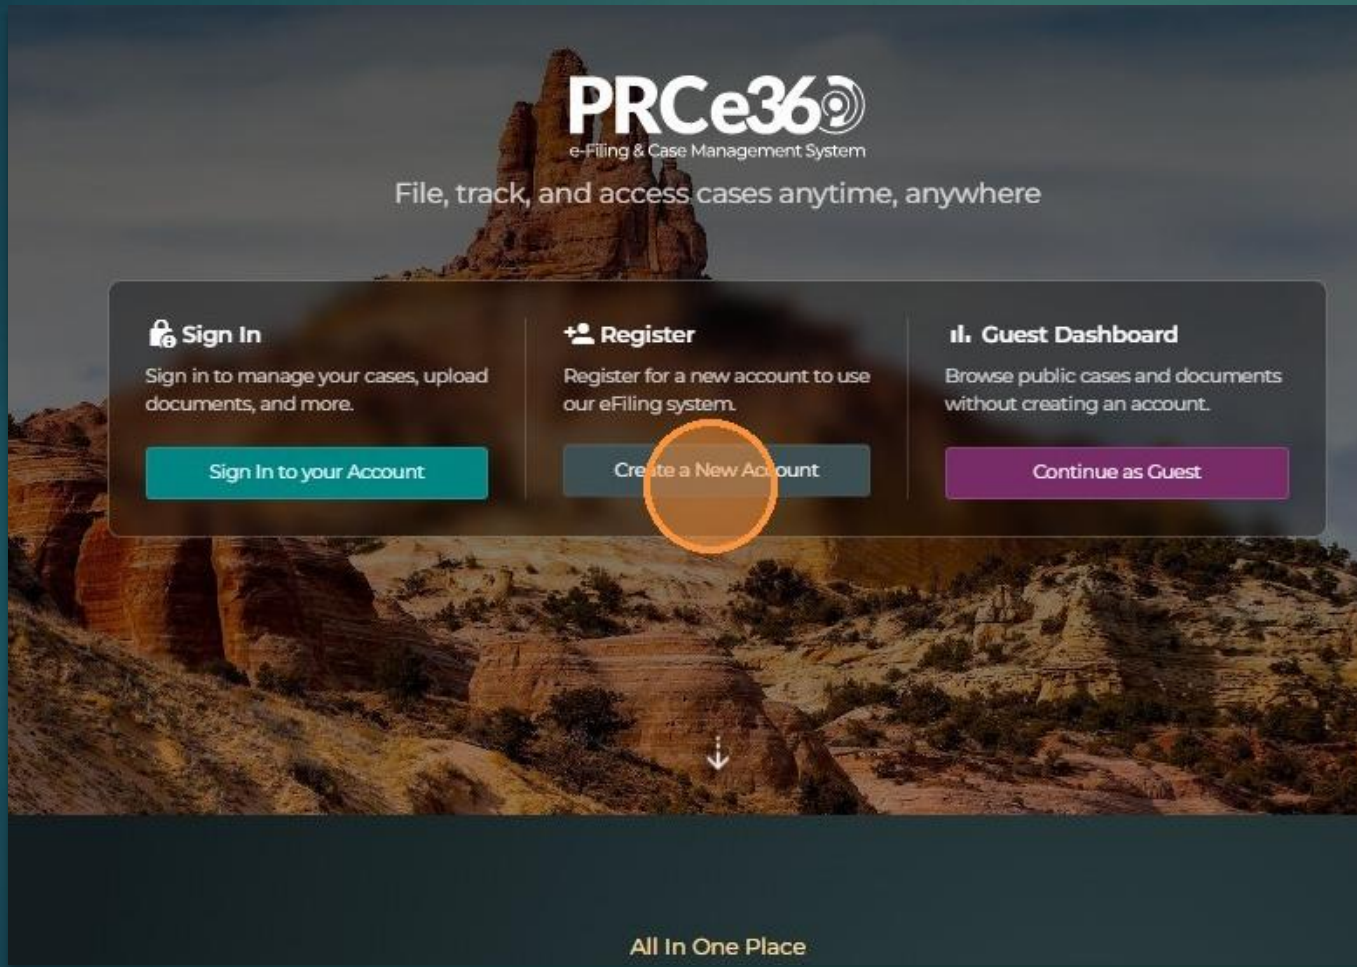 PRCe360
e-Filing & Case Management System
File, track, and access cases anytime, anywhere
Sign In
Sign in to manage your cases, upload
documents, and more.
Sign In to your Account
Register
Register for a new account to use
our eFiling system.
Create a New Account
Guest Dashboard
Browse public cases and documents
without creating an account.
Continue as Guest
All In One Place